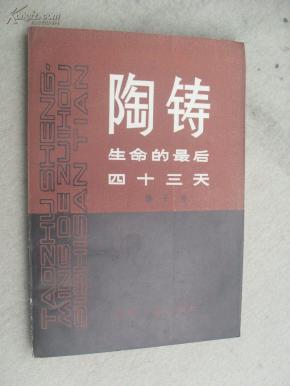 陶铸
生命的最后
四十三天
TAOZHU SHENG-
MING DE ZUIHOU
SISHISAN TIAN